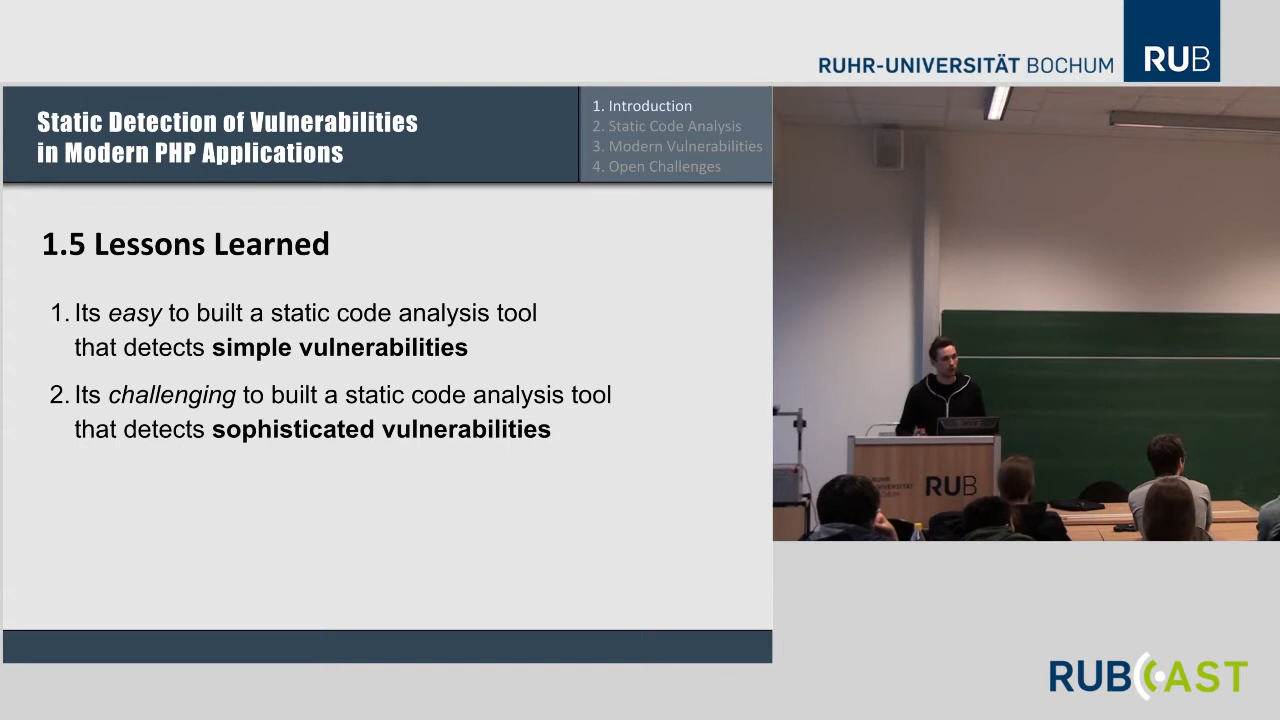 RUHR-UNIVERSITÄT BOCHUM
RUB
Static Detection of Vulnerabilities
in Modern PHP Applications
1. Introduction
2. Static Code Analysis
3. Modern Vulnerabilities
4. Open Challenges
1.5 Lessons Learned
1. Its easy to built a static code analysis tool
that detects simple vulnerabilities
2. Its challenging to built a static code analysis tool
that detects sophisticated vulnerabilities
RUB
RUBCAST